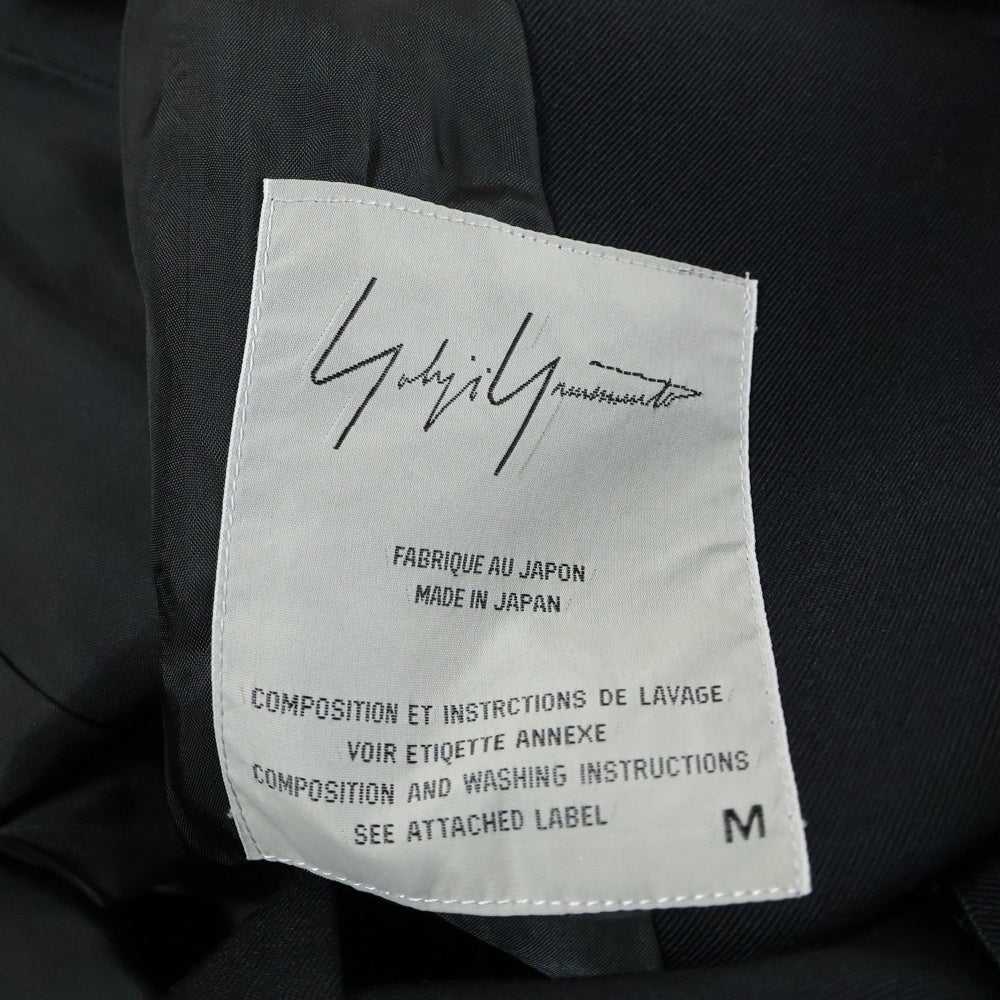 Yohji Yamamoto
FABRIQUE AU JAPON
MADE IN JAPAN
COMPOSITION ET INSTRCTIONS DE LAVAGE
VOIR ETIQETTE ANNEXE
COMPOSITION AND WASHING INSTRUCTIONS
SEE ATTACHED LABEL
M